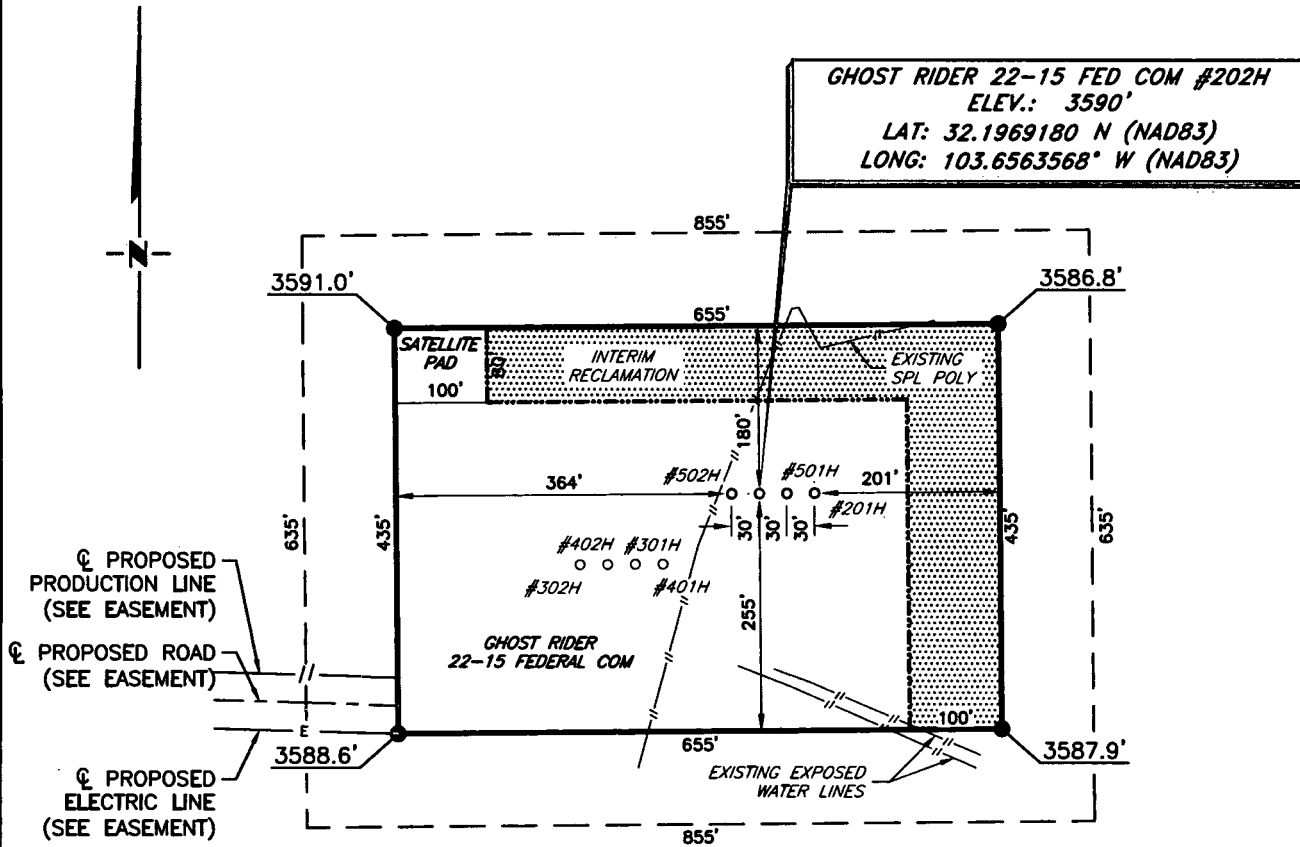 GHOST RIDER 22-15 FED COM #202H
ELEV.: 3590'
LAT: 32.1969180 N (NAD83)
LONG: 103.6563568° W (NAD83)
N
855'
3591.0'
3586.8'
655'
SATELLITE
PAD
80
100'
INTERIM
RECLAMATION
EXISTING
SPL POLY
180'
#502H
#501H
364'
201'
#201H
30'
30'
30'
635'
435'
435'
635'
#402H #301H
#302H
#401H
255'
℄ PROPOSED
PRODUCTION LINE
(SEE EASEMENT)
GHOST RIDER
22-15 FEDERAL COM
℄ PROPOSED ROAD
(SEE EASEMENT)
E
100'
3588.6'
655'
3587.9'
EXISTING EXPOSED
WATER LINES
℄ PROPOSED
ELECTRIC LINE
(SEE EASEMENT)
855'